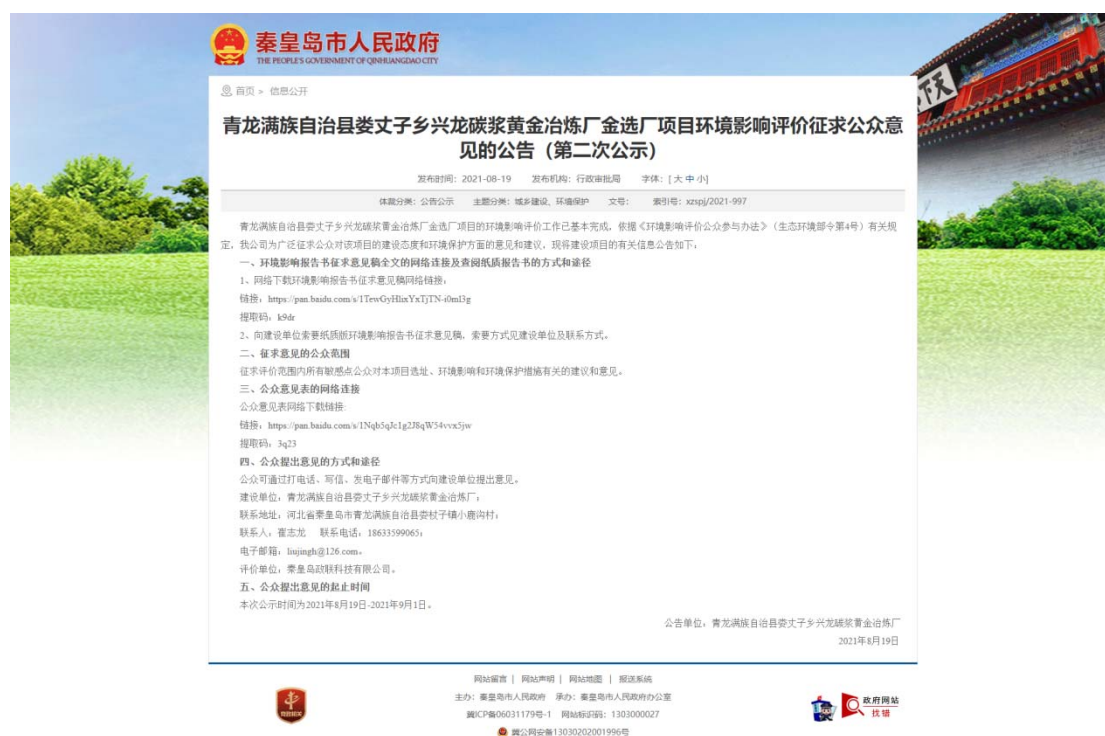 秦皇岛市人民政府
THE PEOPLE'S GOVERNMENT OF QINHUANGDAO CITY
首页 > 信息公开
青龙满族自治县娄丈子乡兴龙碳浆黄金冶炼厂金选厂项目环境影响评价征求公众意
见的公告（第二次公示）
发布时间：2021-08-19 发布机构：行政审批局 字体：[ 大 中 小]
体裁分类：公告公示 主题分类：城乡建设、环境保护 文号： 索引号：xzspj/2021-997
青龙满族自治县娄丈子乡兴龙碳浆黄金冶炼厂金选厂项目的环境影响评价工作已基本完成，依据《环境影响评价公众参与办法》（生态环境部令第4号）有关规
定，我公司为广泛征求公众对该项目的建设态度和环境保护方面的意见和建议，现将建设项目的有关信息公告如下：
一、环境影响报告书征求意见稿全文的网络连接及查阅纸质报告书的方式和途径
1、网络下载环境影响报告书征求意见稿网络链接：
链接：https://pan.baidu.com/s/1TewGyHlixYxTjTN-i0ml3g
提取码：k9dr
2、向建设单位索要纸质版环境影响报告书征求意见稿，索要方式见建设单位及联系方式。
二、征求意见的公众范围
征求评价范围内所有敏感点公众对本项目选址、环境影响和环境保护措施有关的建议和意见。
三、公众意见表的网络连接
公众意见表网络下载链接:
链接：https://pan.baidu.com/s/1Nqb5qJc1g2J8qW54vvx5jw
提取码：3q23
四、公众提出意见的方式和途径
公众可通过打电话、写信、发电子邮件等方式向建设单位提出意见。
建设单位：青龙满族自治县娄丈子乡兴龙碳浆黄金冶炼厂；
联系地址：河北省秦皇岛市青龙满族自治县娄杖子镇小鹿沟村；
联系人：崔志龙 联系电话：18633599065；
电子邮箱：liujingh@126.com。
评价单位：秦皇岛政联科技有限公司。
五、公众提出意见的起止时间
本次公示时间为2021年8月19日-2021年9月1日。
公告单位：青龙满族自治县娄丈子乡兴龙碳浆黄金冶炼厂
2021年8月19日
网站留言 | 网站声明 | 网站地图 | 报送系统
主办：秦皇岛市人民政府 承办：秦皇岛市人民政府办公室
冀ICP备06031179号-1 网站标识码：1303000027
冀公网安备13030202001996号
党政机关
政府网站
找错